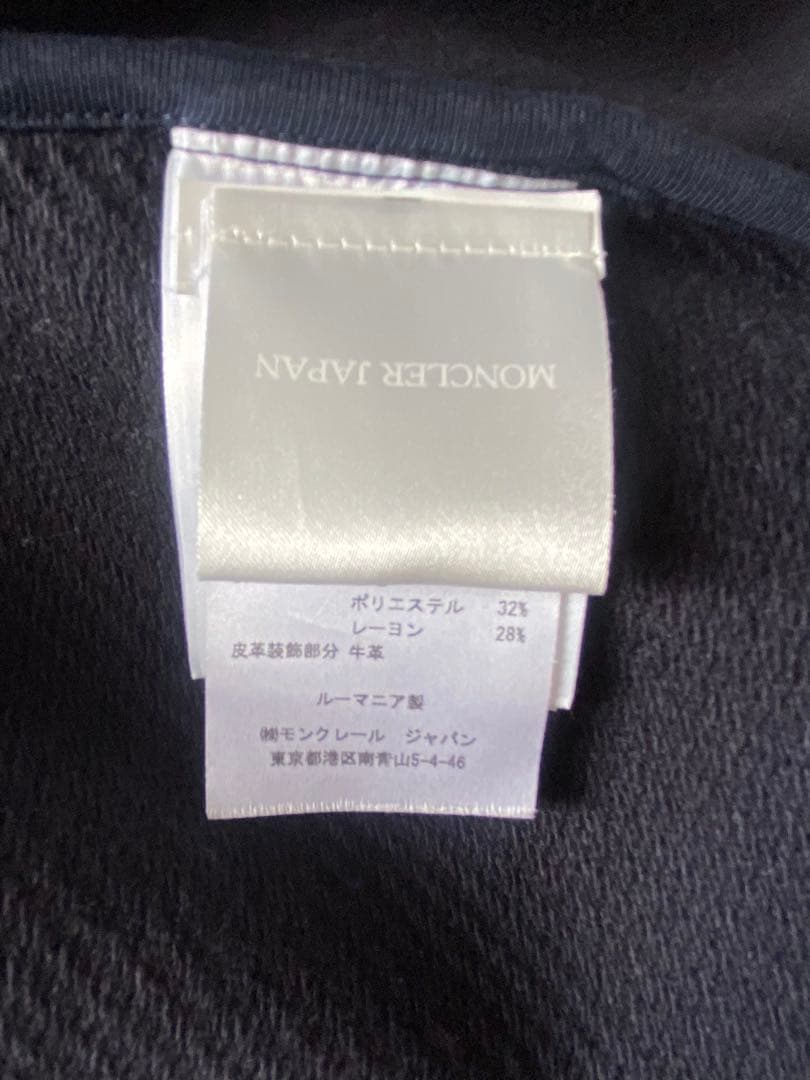 MONCLER JAPAN
ポリエステル 32%
レーヨン 28%
皮革装飾部分 牛革
ルーマニア製
㈱モンクレール ジャパン
東京都港区南青山5-4-46